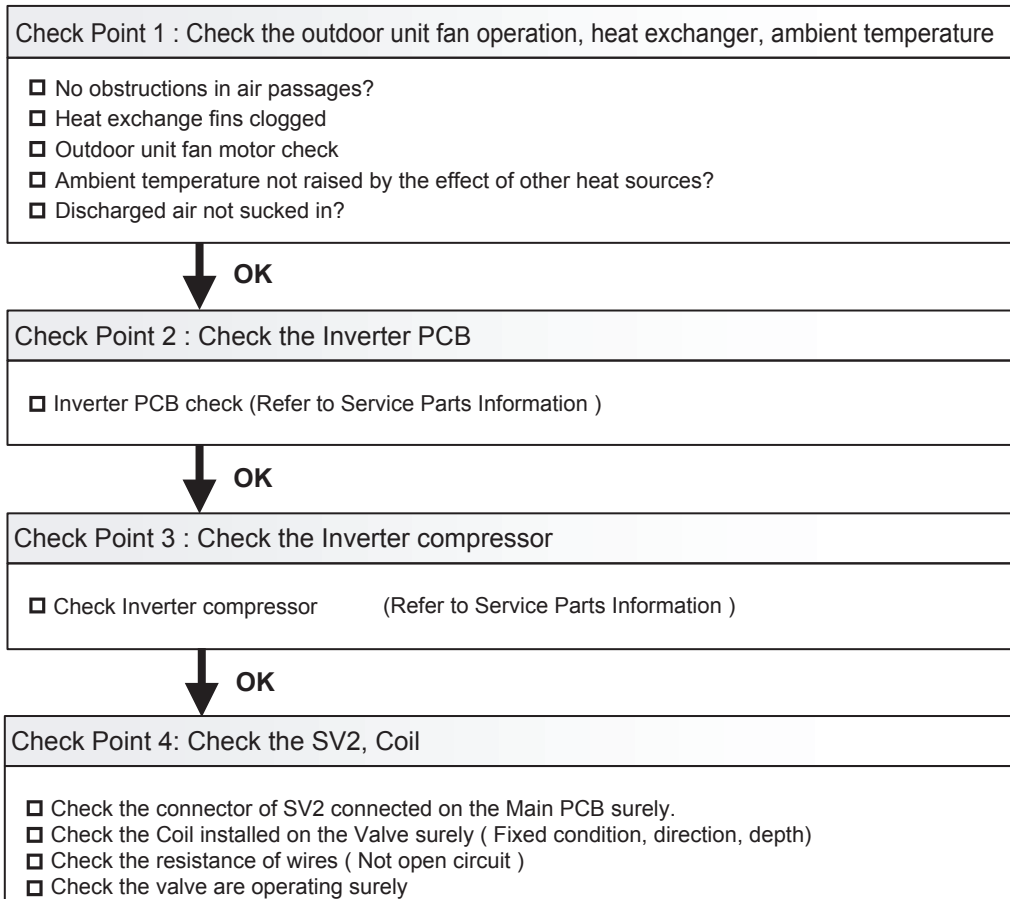 Check Point 1 : Check the outdoor unit fan operation, heat exchanger, ambient temperature
No obstructions in air passages?
Heat exchange fins clogged
Outdoor unit fan motor check
Ambient temperature not raised by the effect of other heat sources?
Discharged air not sucked in?
OK
Check Point 2 : Check the Inverter PCB
Inverter PCB check (Refer to Service Parts Information )
OK
Check Point 3 : Check the Inverter compressor
Check Inverter compressor (Refer to Service Parts Information )
OK
Check Point 4: Check the SV2, Coil
Check the connector of SV2 connected on the Main PCB surely.
Check the Coil installed on the Valve surely ( Fixed condition, direction, depth)
Check the resistance of wires ( Not open circuit )
Check the valve are operating surely